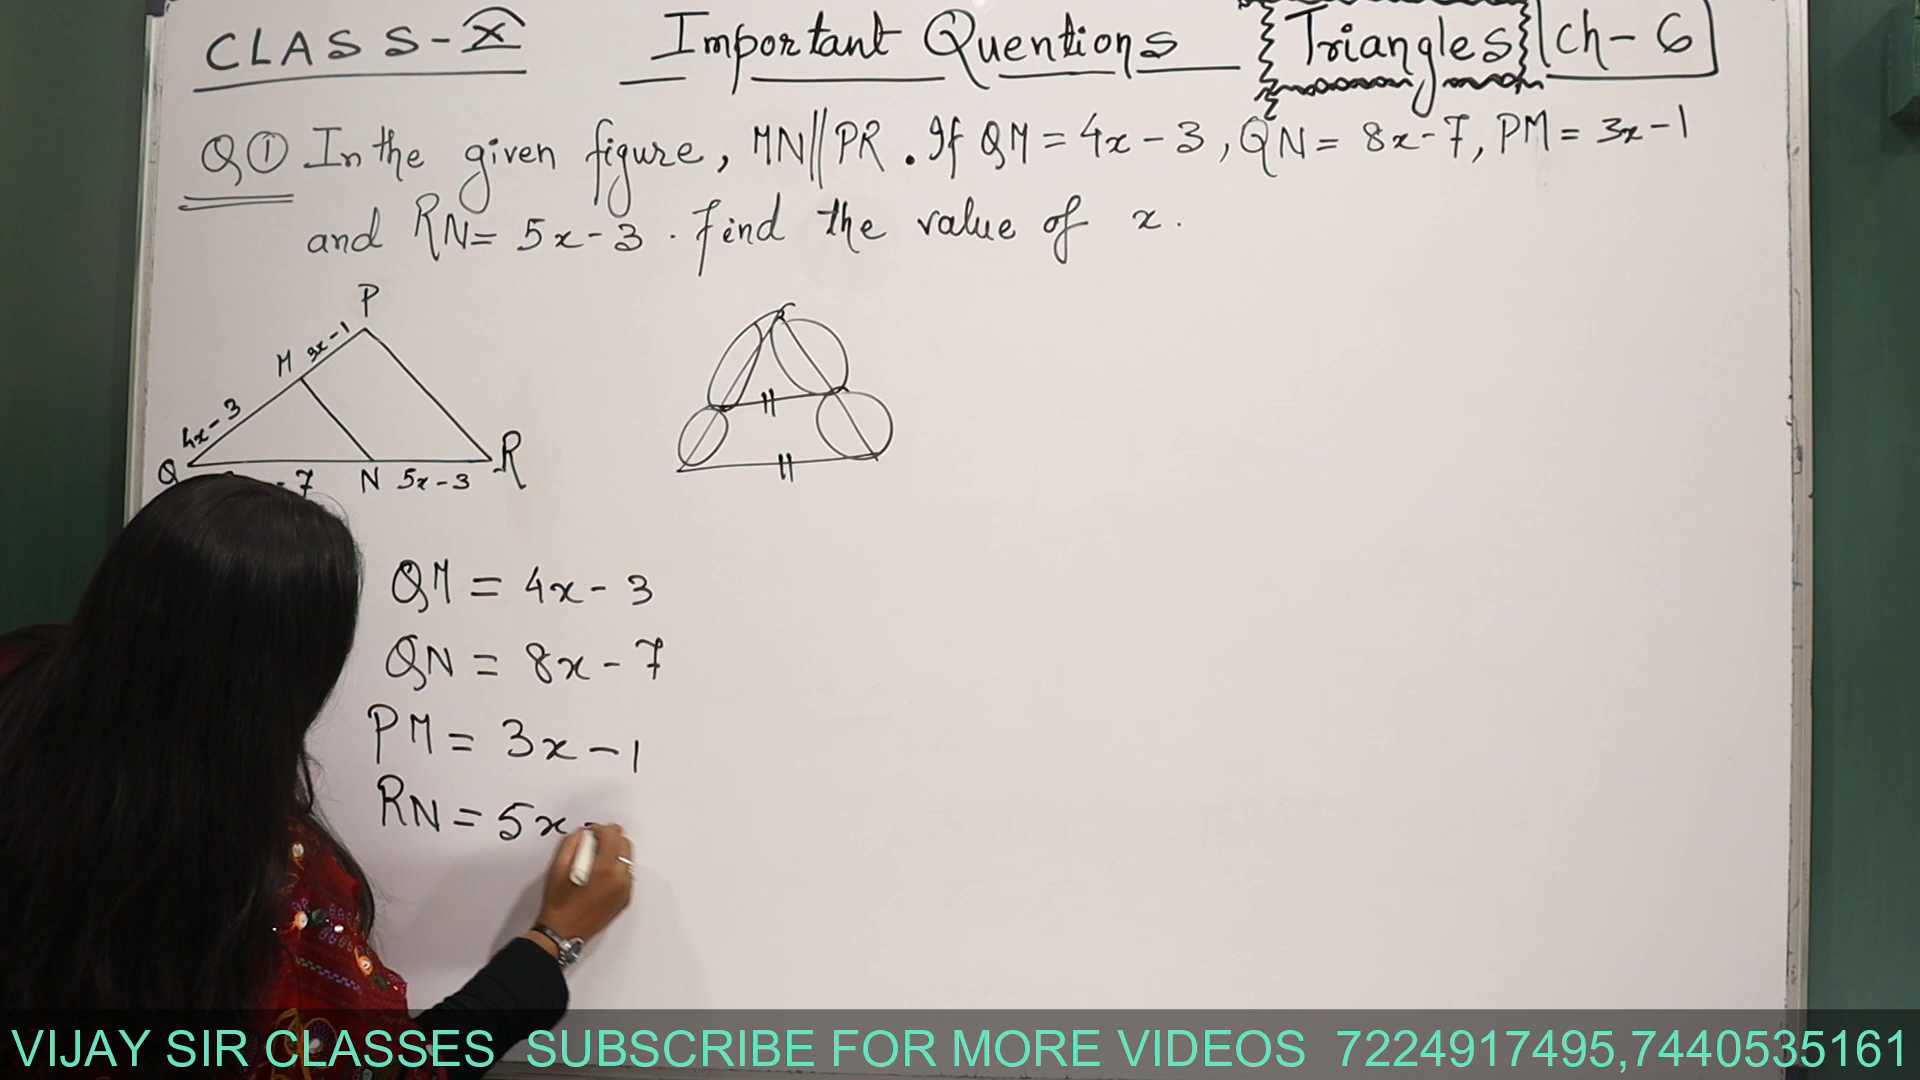 CLASS-X Important Quentions Triangles Ch-6
Q① In the given figure, MN||PR. If QM = 4x-3, QN = 8x-7, PM = 3x-1
and RN = 5x-3. Find the value of x.
P
M 3x-1
4x-3
Q -7 N 5x-3 R
QM = 4x-3
QN = 8x-7
PM = 3x-1
RN = 5x-
VIJAY SIR CLASSES SUBSCRIBE FOR MORE VIDEOS 7224917495,7440535161